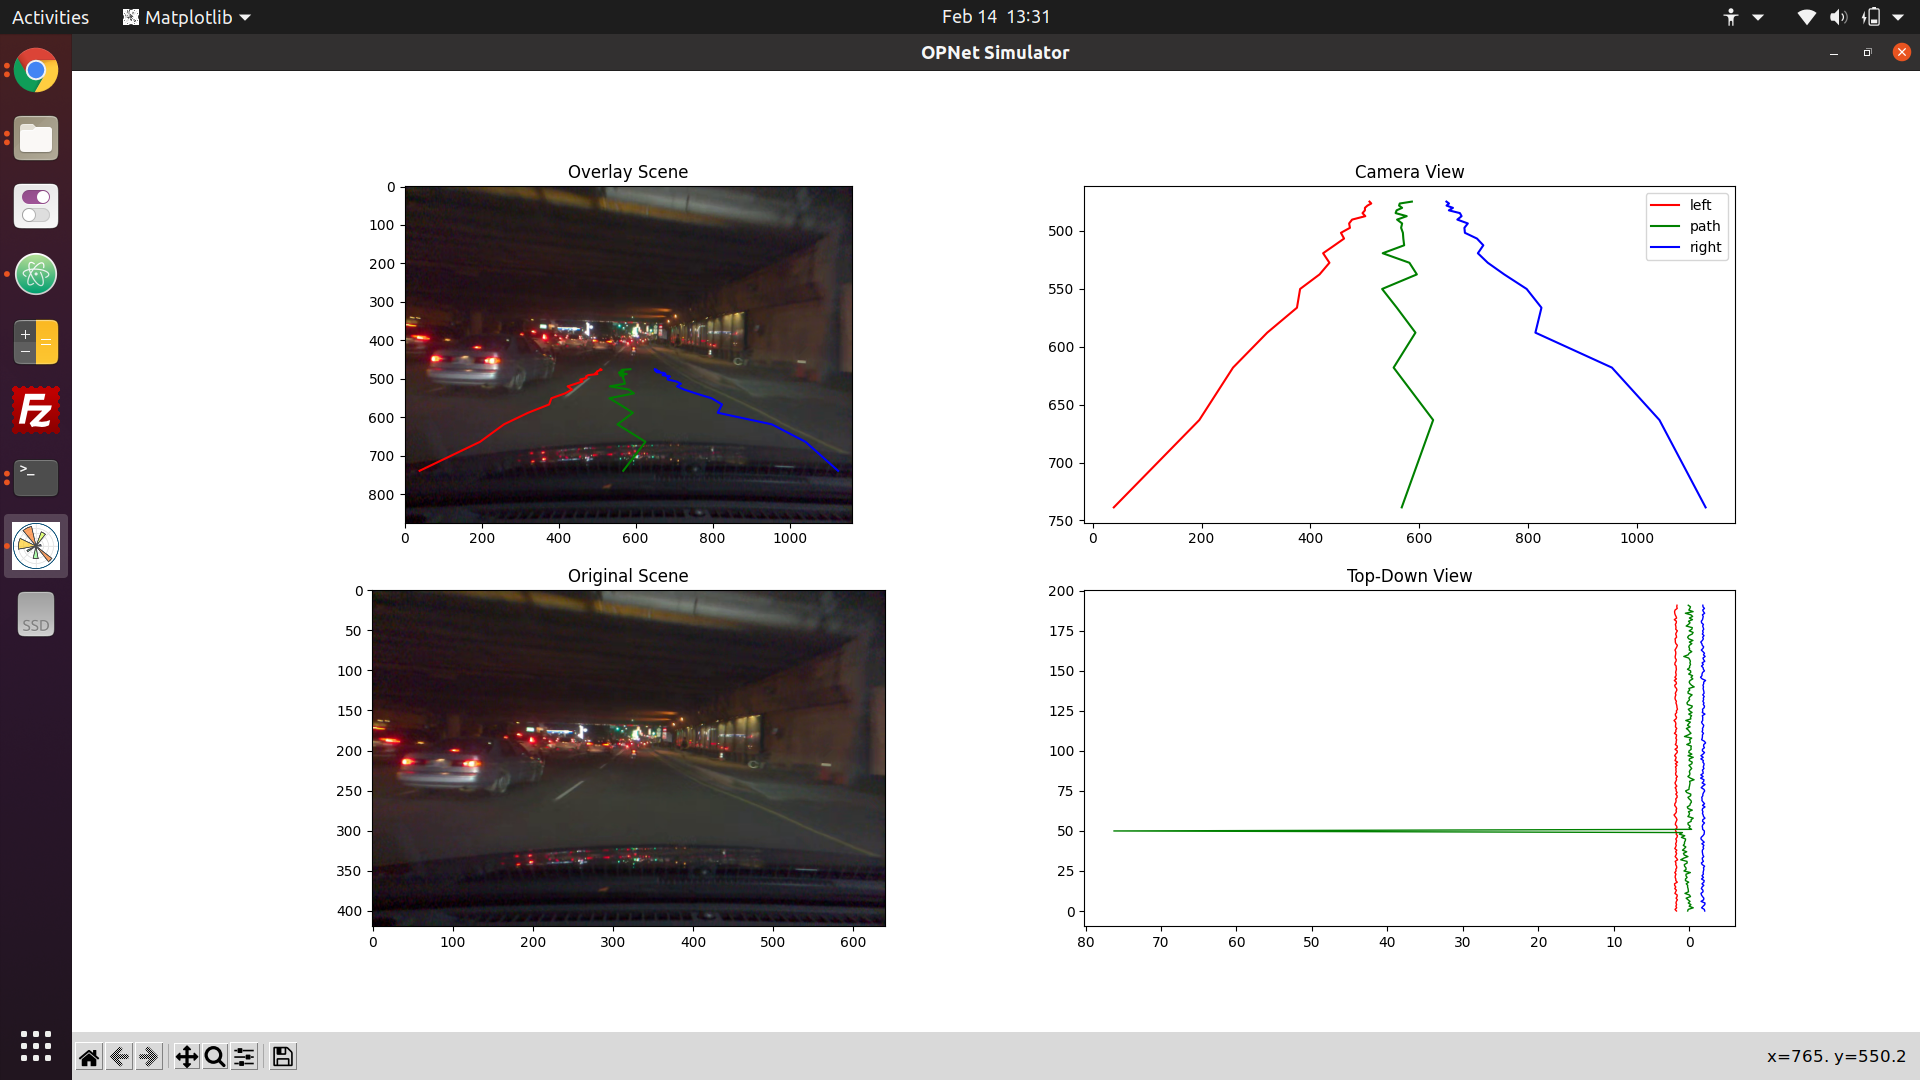 Activities
Matplotlib
Feb 14 13:31
OPNet Simulator
Overlay Scene
0
100
200
300
400
500
600
700
800
0 200 400 600 800 1000
Camera View
left
path
right
500
550
600
650
700
750
0 200 400 600 800 1000
Original Scene
0
50
100
150
200
250
300
350
400
0 100 200 300 400 500 600
Top-Down View
200
175
150
125
100
75
50
25
0
80 70 60 50 40 30 20 10 0
Fz
>_
SSD
x=765. y=550.2